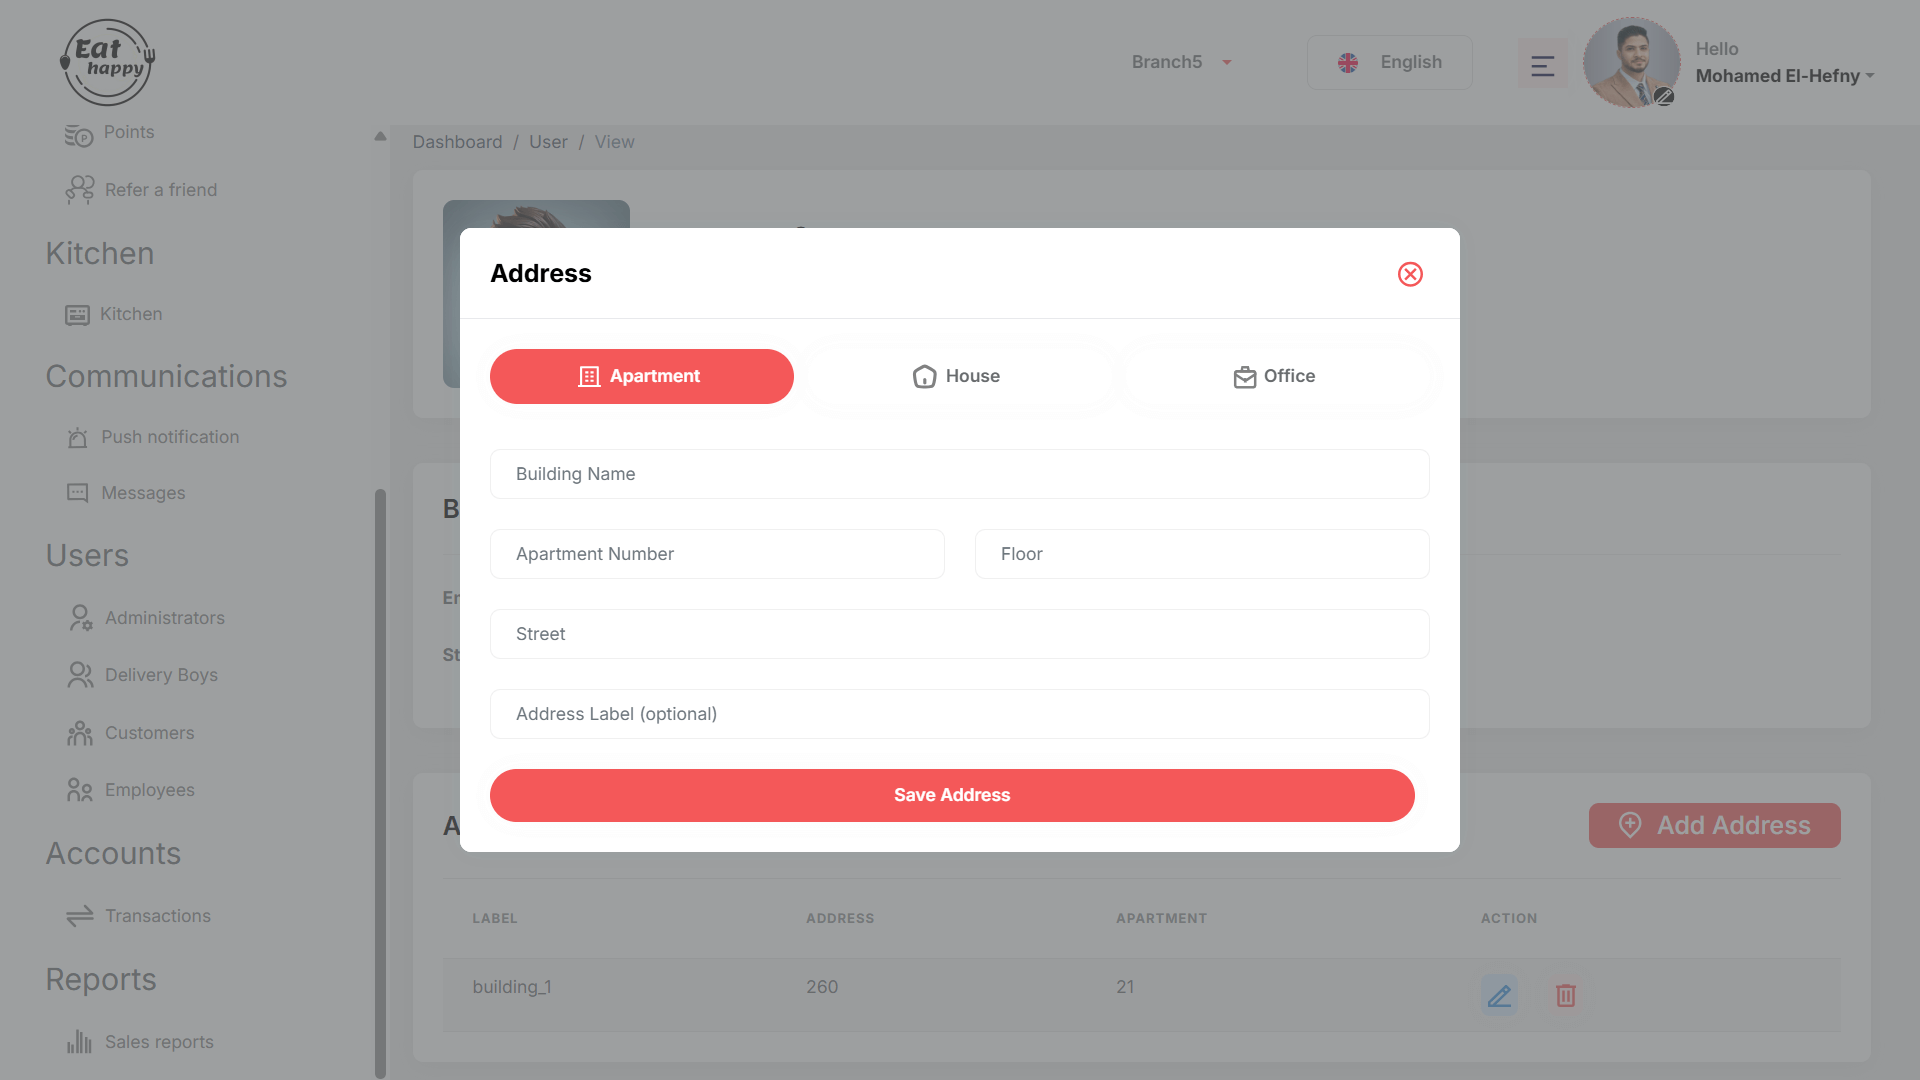 Eat
happy
Branch5
English
Hello
Mohamed El-Hefny
Points
Refer a friend
Kitchen
Kitchen
Communications
Push notification
Messages
Users
Administrators
Delivery Boys
Customers
Employees
Accounts
Transactions
Reports
Sales reports
Dashboard / User / View
Address
Apartment
House
Office
Building Name
Apartment Number
Floor
Street
Address Label (optional)
Save Address
Add Address
LABEL ADDRESS APARTMENT ACTION
building_1 260 21